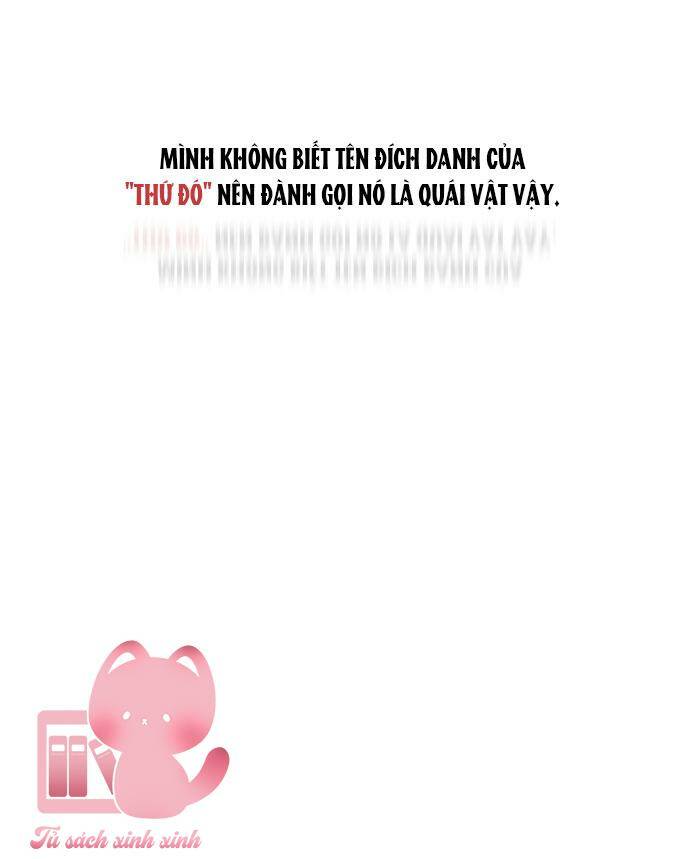 MÌNH KHÔNG BIẾT TÊN ĐÍCH DANH CỦA
"THỨ ĐÓ" NÊN ĐÀNH GỌI NÓ LÀ QUÁI VẬT VẬY.
Tủ sách xinh xinh